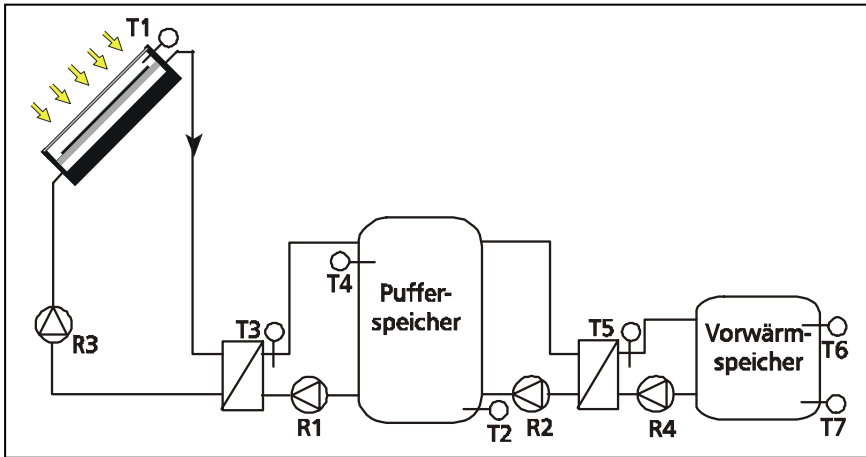 T1
R3
T3
R1
T4
Puffer-
speicher
T2
R2
T5
R4
Vorwärm-
speicher
T6
T7